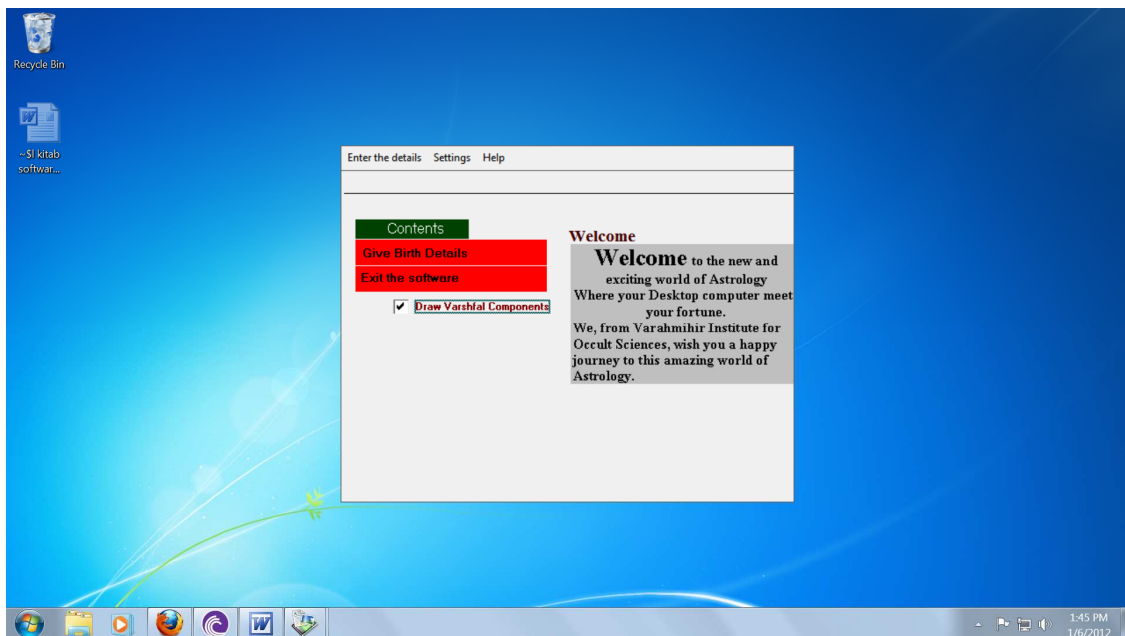 Recycle Bin
~$l kitab
softwar...
Enter the details Settings Help
Contents
Give Birth Details
Exit the software
Draw Varshfal Components
Welcome
Welcome to the new and
exciting world of Astrology
Where your Desktop computer meet
your fortune.
We, from Varahmihir Institute for
Occult Sciences, wish you a happy
journey to this amazing world of
Astrology.
1:45 PM
1/6/2012